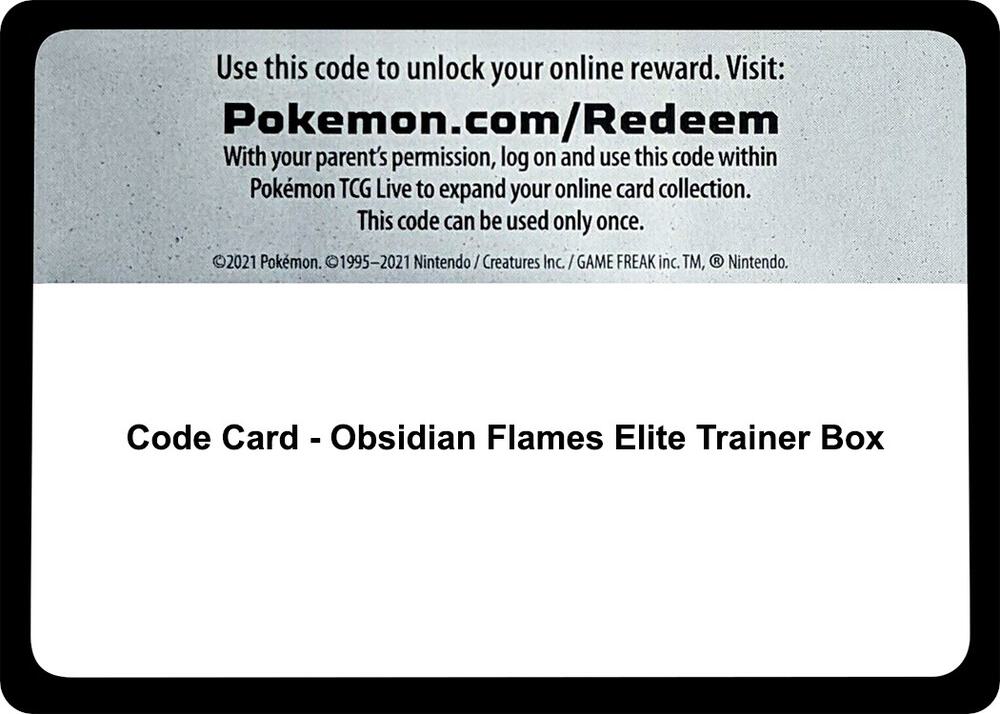 Use this code to unlock your online reward. Visit:
Pokemon.com/Redeem
With your parent's permission, log on and use this code within
Pokémon TCG Live to expand your online card collection.
This code can be used only once.
©2021 Pokémon. ©1995–2021 Nintendo / Creatures Inc. / GAME FREAK inc. TM, ® Nintendo.
Code Card - Obsidian Flames Elite Trainer Box